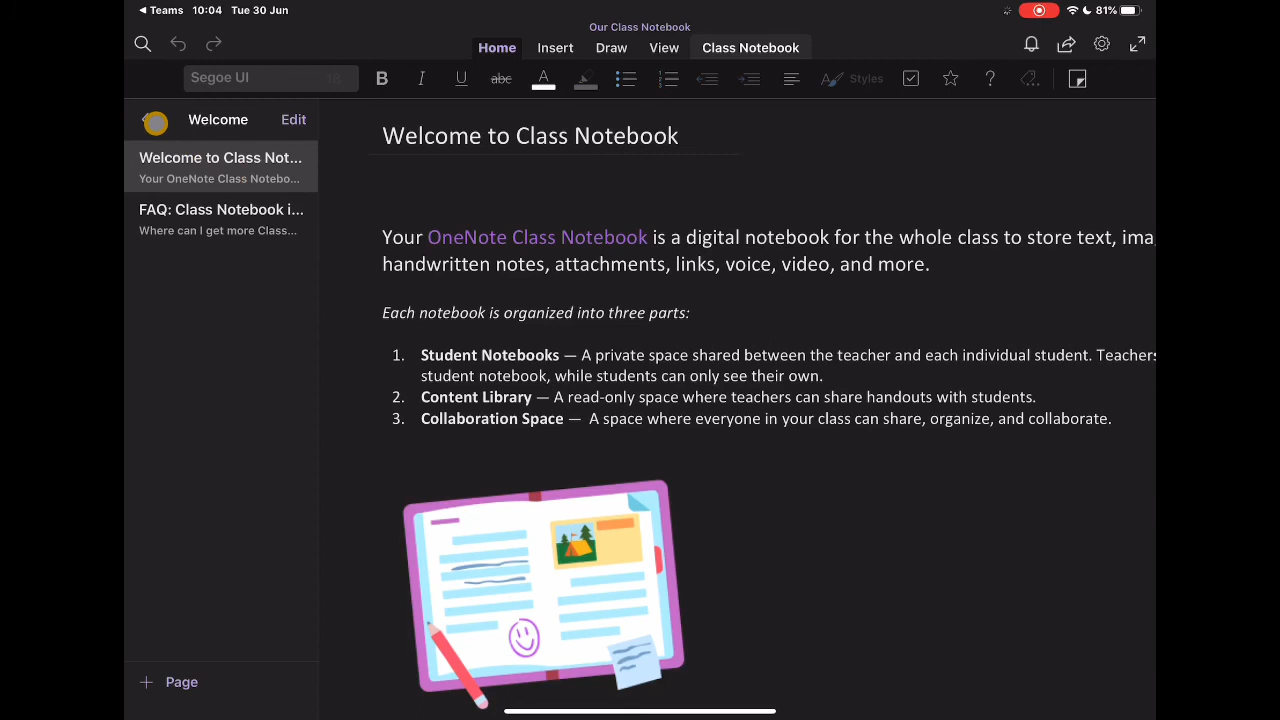 Teams 10:04 Tue 30 Jun 81%
Our Class Notebook
Home Insert Draw View Class Notebook
Segoe UI 18 B I U abc A Styles
Welcome Edit
Welcome to Class Not...
Your OneNote Class Notebo...
FAQ: Class Notebook i...
Where can I get more Class...
Page
Welcome to Class Notebook
Your OneNote Class Notebook is a digital notebook for the whole class to store text, ima
handwritten notes, attachments, links, voice, video, and more.
Each notebook is organized into three parts:
1. Student Notebooks — A private space shared between the teacher and each individual student. Teachers
student notebook, while students can only see their own.
2. Content Library — A read-only space where teachers can share handouts with students.
3. Collaboration Space — A space where everyone in your class can share, organize, and collaborate.